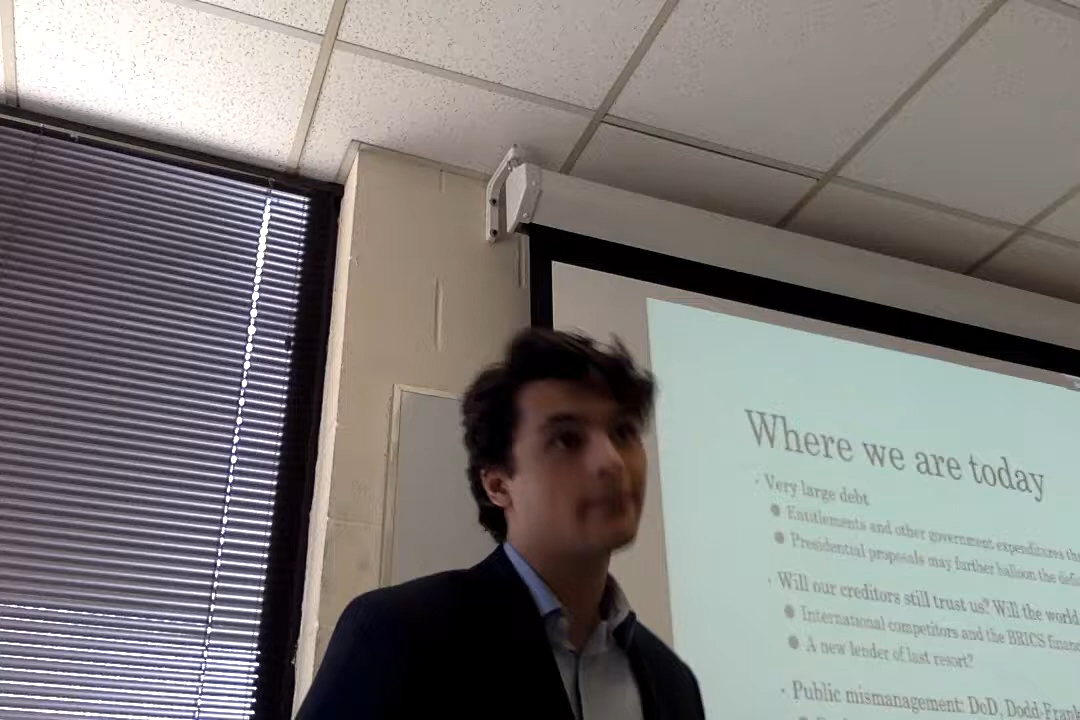 Where we are today
Very large debt
Entitlements and other government expenditures
Presidential proposals may further balloon the
Will our creditors still trust us? Will the world
International competitors and the BRICS
A new lender of last resort?
Public mismanagement: DoD, Dodd-Frank